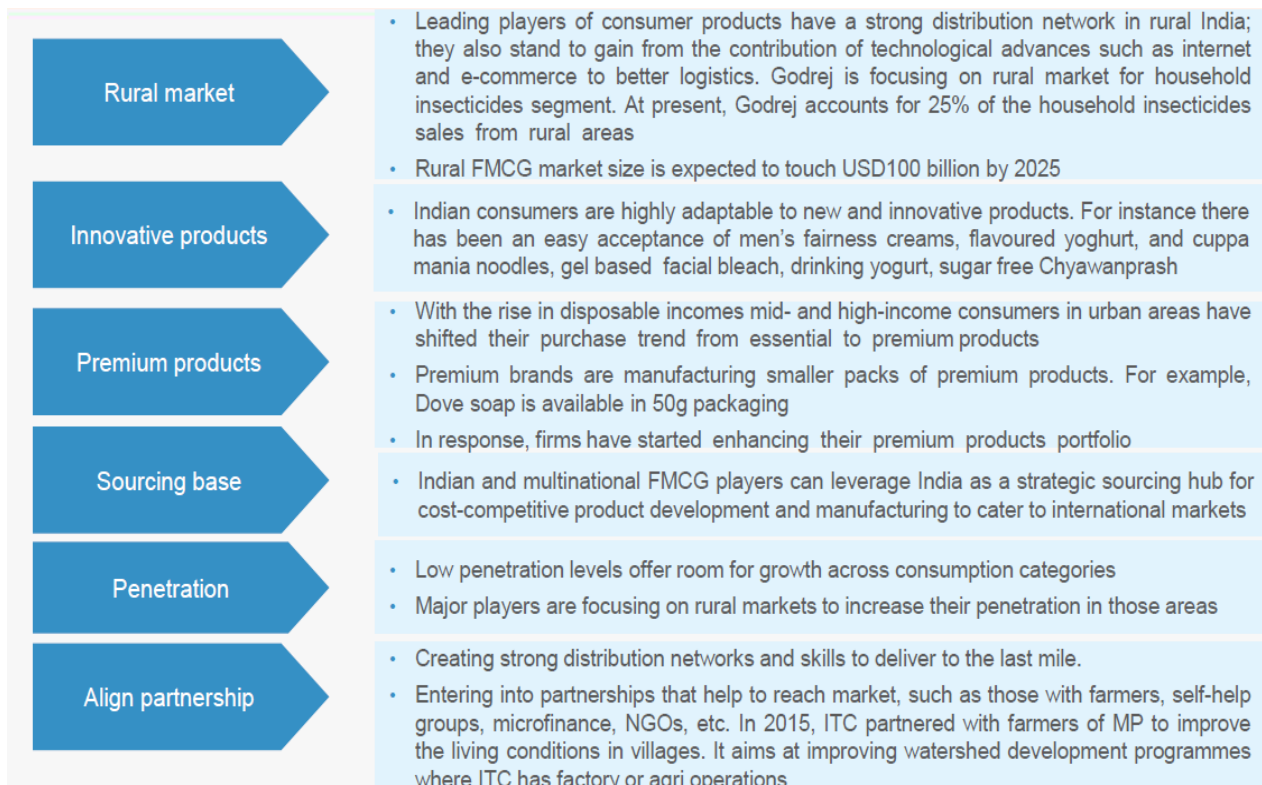 Rural market
• Leading players of consumer products have a strong distribution network in rural India;
they also stand to gain from the contribution of technological advances such as internet
and e-commerce to better logistics. Godrej is focusing on rural market for household
insecticides segment. At present, Godrej accounts for 25% of the household insecticides
sales from rural areas
• Rural FMCG market size is expected to touch USD100 billion by 2025
Innovative products
• Indian consumers are highly adaptable to new and innovative products. For instance there
has been an easy acceptance of men's fairness creams, flavoured yoghurt, and cuppa
mania noodles, gel based facial bleach, drinking yogurt, sugar free Chyawanprash
Premium products
• With the rise in disposable incomes mid- and high-income consumers in urban areas have
shifted their purchase trend from essential to premium products
• Premium brands are manufacturing smaller packs of premium products. For example,
Dove soap is available in 50g packaging
• In response, firms have started enhancing their premium products portfolio
Sourcing base
• Indian and multinational FMCG players can leverage India as a strategic sourcing hub for
cost-competitive product development and manufacturing to cater to international markets
Penetration
• Low penetration levels offer room for growth across consumption categories
• Major players are focusing on rural markets to increase their penetration in those areas
Align partnership
• Creating strong distribution networks and skills to deliver to the last mile.
• Entering into partnerships that help to reach market, such as those with farmers, self-help
groups, microfinance, NGOs, etc. In 2015, ITC partnered with farmers of MP to improve
the living conditions in villages. It aims at improving watershed development programmes
where ITC has factory or agri operations